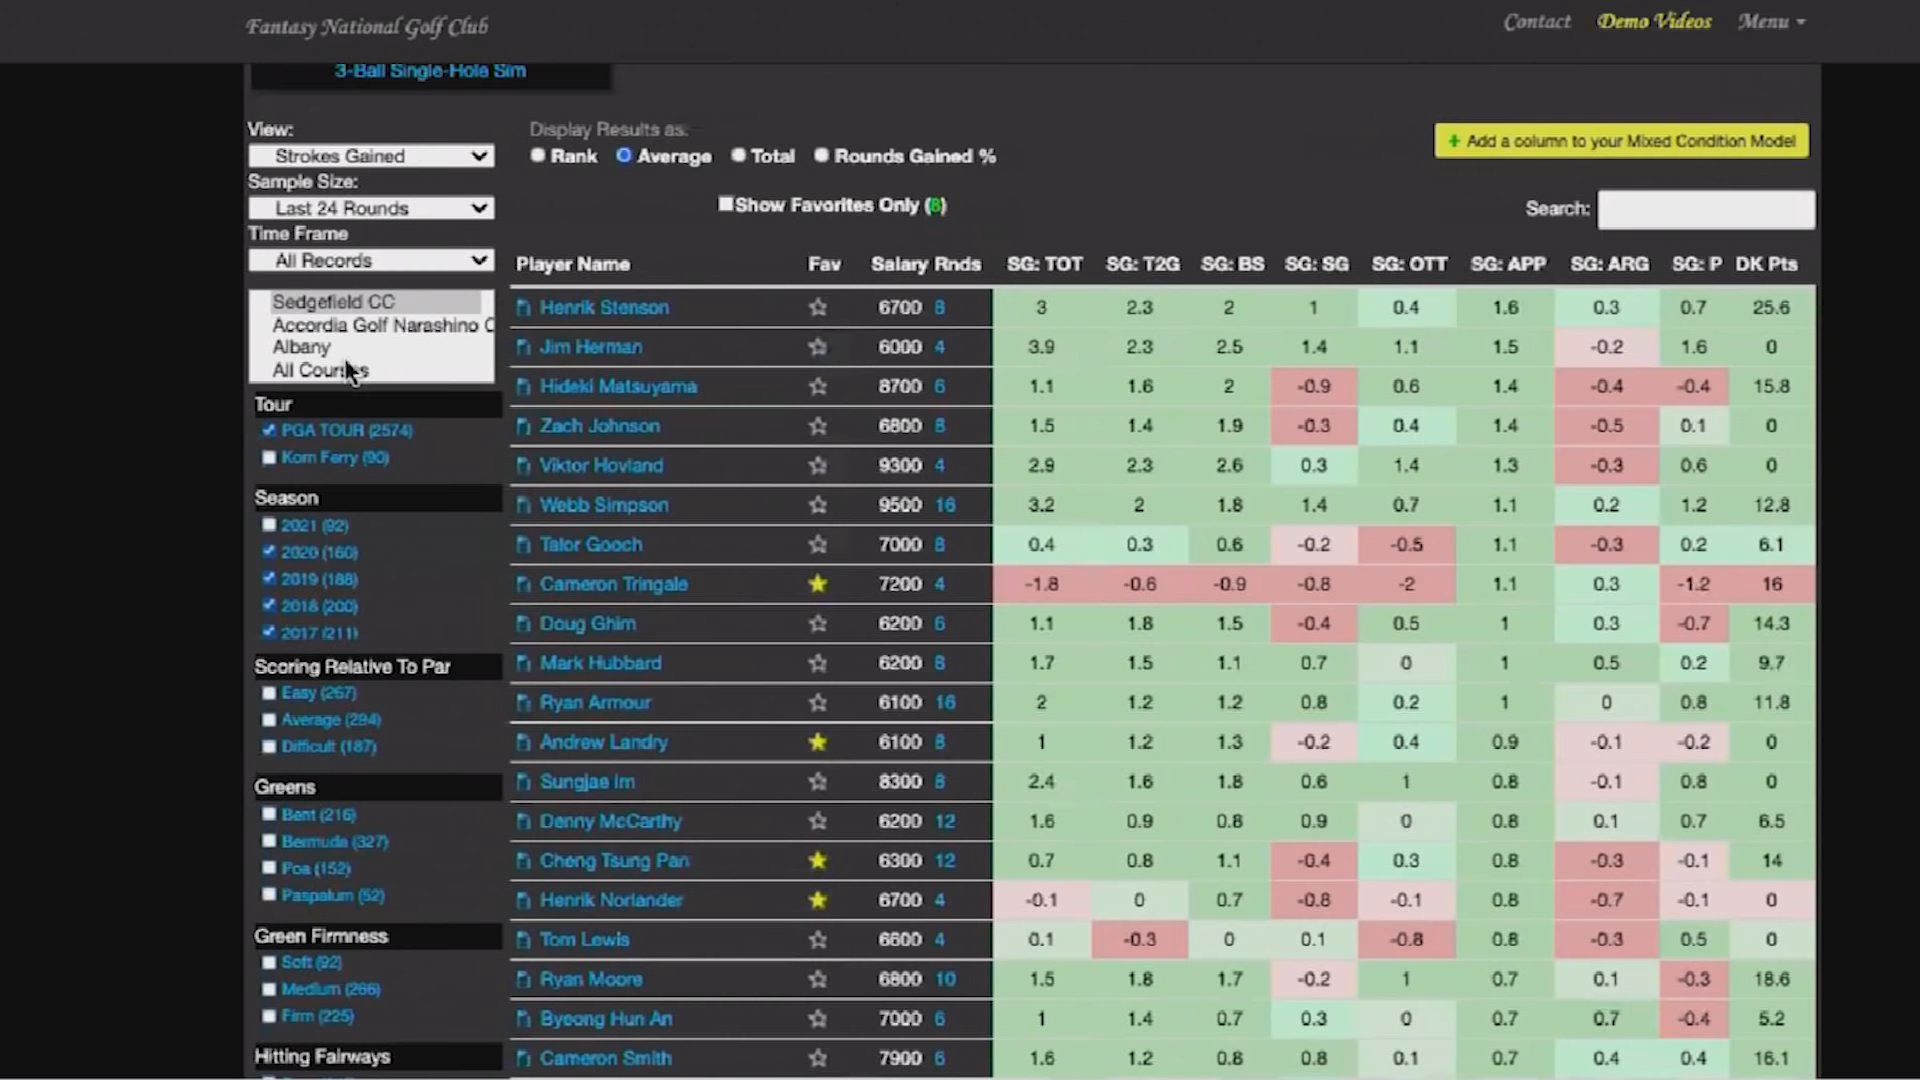 Fantasy National Golf Club
Contact Demo Videos Menu
3-Ball Single-Hole Sim
View:
Strokes Gained
Sample Size:
Last 24 Rounds
Time Frame
All Records
Sedgefield CC
Accordia Golf Narashino C
Albany
All Courses
Tour
PGA TOUR (2574)
Korn Ferry (90)
Season
2021 (92)
2020 (160)
2019 (188)
2018 (200)
2017 (211)
Scoring Relative To Par
Easy (267)
Average (294)
Difficult (187)
Greens
Bent (216)
Bermuda (327)
Poa (152)
Paspalum (52)
Green Firmness
Soft (92)
Medium (266)
Firm (225)
Hitting Fairways
Display Results as:
Rank Average Total Rounds Gained %
+ Add a column to your Mixed Condition Model
Show Favorites Only (8)
Search:
Player Name Fav Salary Rnds SG: TOT SG: T2G SG: BS SG: SG SG: OTT SG: APP SG: ARG SG: P DK Pts
Henrik Stenson 6700 8 3 2.3 2 1 0.4 1.6 0.3 0.7 25.6
Jim Herman 6000 4 3.9 2.3 2.5 1.4 1.1 1.5 -0.2 1.6 0
Hideki Matsuyama 8700 6 1.1 1.6 2 -0.9 0.6 1.4 -0.4 -0.4 15.8
Zach Johnson 6800 8 1.5 1.4 1.9 -0.3 0.4 1.4 -0.5 0.1 0
Viktor Hovland 9300 4 2.9 2.3 2.6 0.3 1.4 1.3 -0.3 0.6 0
Webb Simpson 9500 16 3.2 2 1.8 1.4 0.7 1.1 0.2 1.2 12.8
Talor Gooch 7000 8 0.4 0.3 0.6 -0.2 -0.5 1.1 -0.3 0.2 6.1
Cameron Tringale 7200 4 -1.8 -0.6 -0.9 -0.8 -2 1.1 0.3 -1.2 16
Doug Ghim 6200 6 1.1 1.8 1.5 -0.4 0.5 1 0.3 -0.7 14.3
Mark Hubbard 6200 8 1.7 1.5 1.1 0.7 0 1 0.5 0.2 9.7
Ryan Armour 6100 16 2 1.2 1.2 0.8 0.2 1 0 0.8 11.8
Andrew Landry 6100 8 1 1.2 1.3 -0.2 0.4 0.9 -0.1 -0.2 0
Sungjae Im 8300 8 2.4 1.6 1.8 0.6 1 0.8 -0.1 0.8 0
Denny McCarthy 6200 12 1.6 0.9 0.8 0.9 0 0.8 0.1 0.7 6.5
Cheng Tsung Pan 6300 12 0.7 0.8 1.1 -0.4 0.3 0.8 -0.3 -0.1 14
Henrik Norlander 6700 4 -0.1 0 0.7 -0.8 -0.1 0.8 -0.7 -0.1 0
Tom Lewis 6600 4 0.1 -0.3 0 0.1 -0.8 0.8 -0.3 0.5 0
Ryan Moore 6800 10 1.5 1.8 1.7 -0.2 1 0.7 0.1 -0.3 18.6
Byeong Hun An 7000 6 1 1.4 0.7 0.3 0 0.7 0.7 -0.4 5.2
Cameron Smith 7900 6 1.6 1.2 0.8 0.8 0.1 0.7 0.4 0.4 16.1